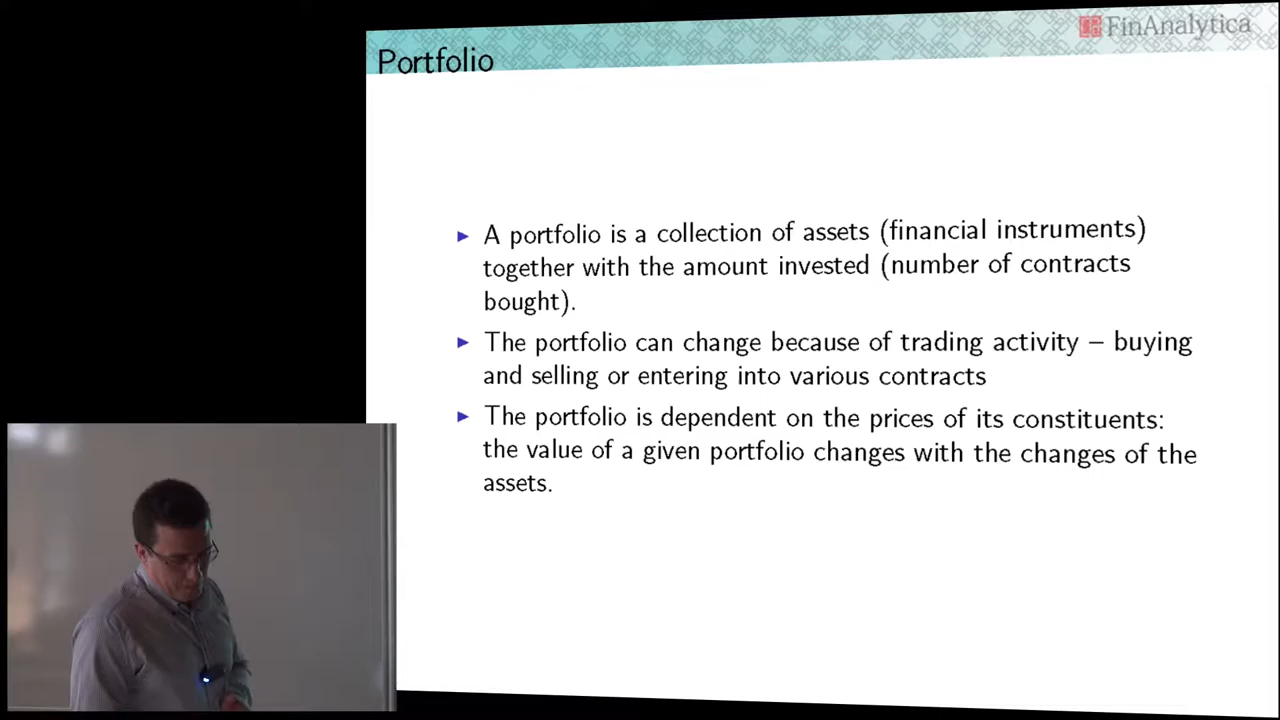 FinAnalytica
Portfolio
A portfolio is a collection of assets (financial instruments)
together with the amount invested (number of contracts
bought).
The portfolio can change because of trading activity – buying
and selling or entering into various contracts
The portfolio is dependent on the prices of its constituents:
the value of a given portfolio changes with the changes of the
assets.